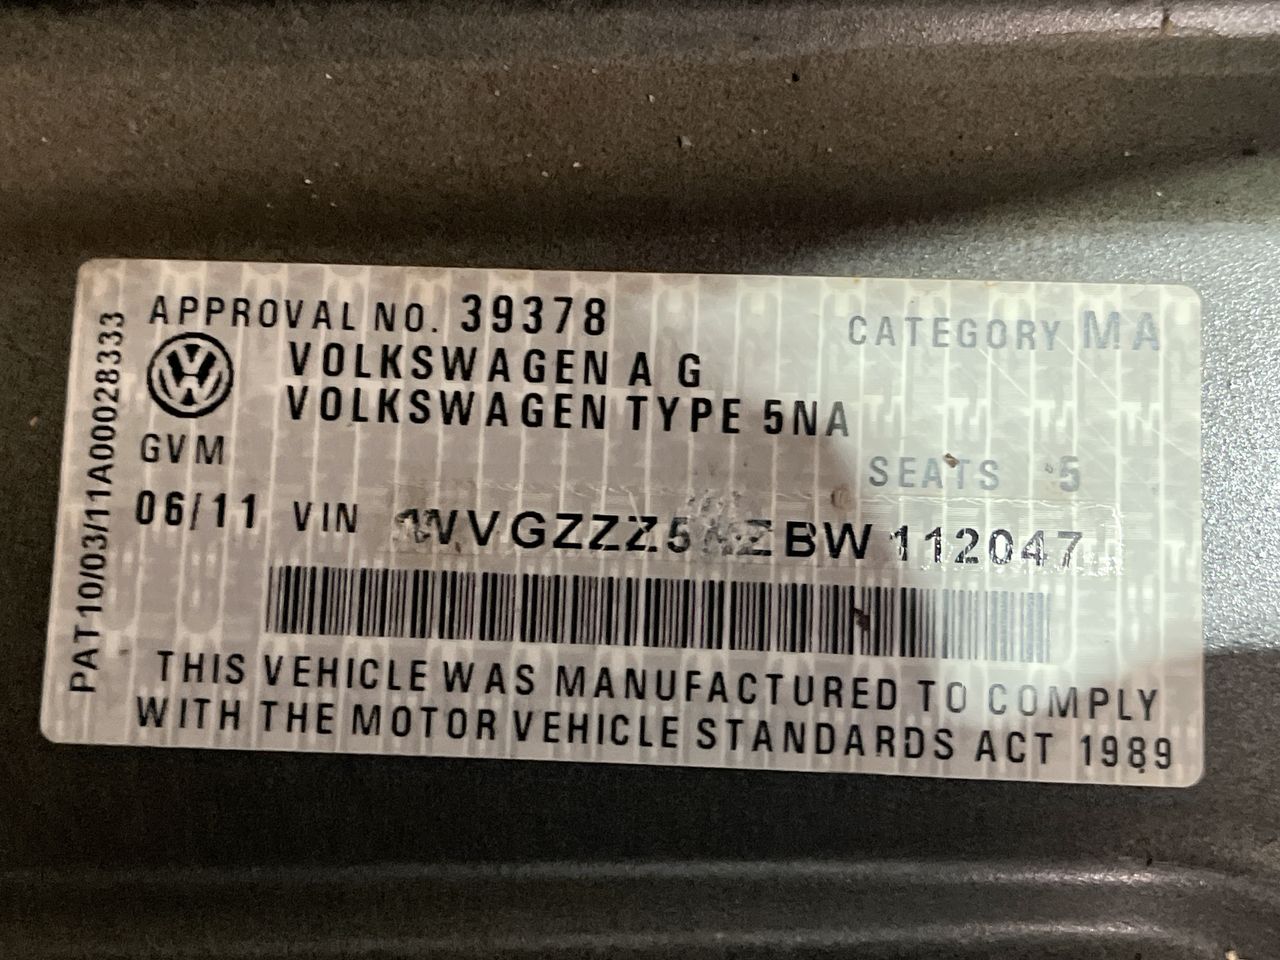 APPROVAL NO. 39378
CATEGORY MA
VOLKSWAGEN A G
VOLKSWAGEN TYPE 5NA
GVM
SEATS 5
06/11 VIN
THIS VEHICLE WAS MANUFACTURED TO COMPLY
WITH THE MOTOR VEHICLE STANDARDS ACT 1989
PAT 10/03/11A00028333